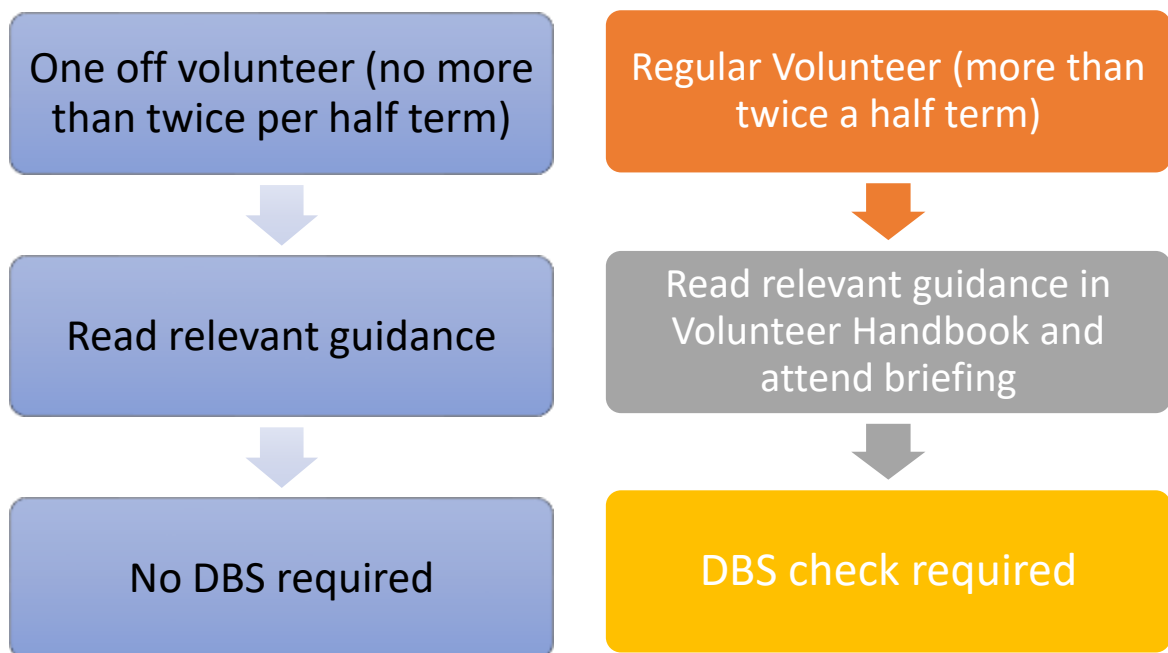 One off volunteer (no more
than twice per half term)
Read relevant guidance
No DBS required
Regular Volunteer (more than
twice a half term)
Read relevant guidance in
Volunteer Handbook and
attend briefing
DBS check required